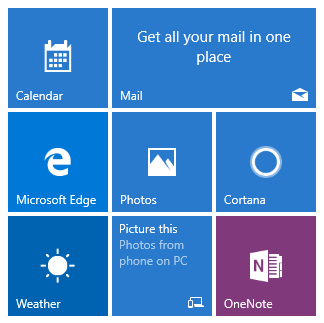 Get all your mail in one
place
Calendar
Mail
Microsoft Edge
Photos
Cortana
Picture this
Photos from
phone on PC
Weather
N
OneNote